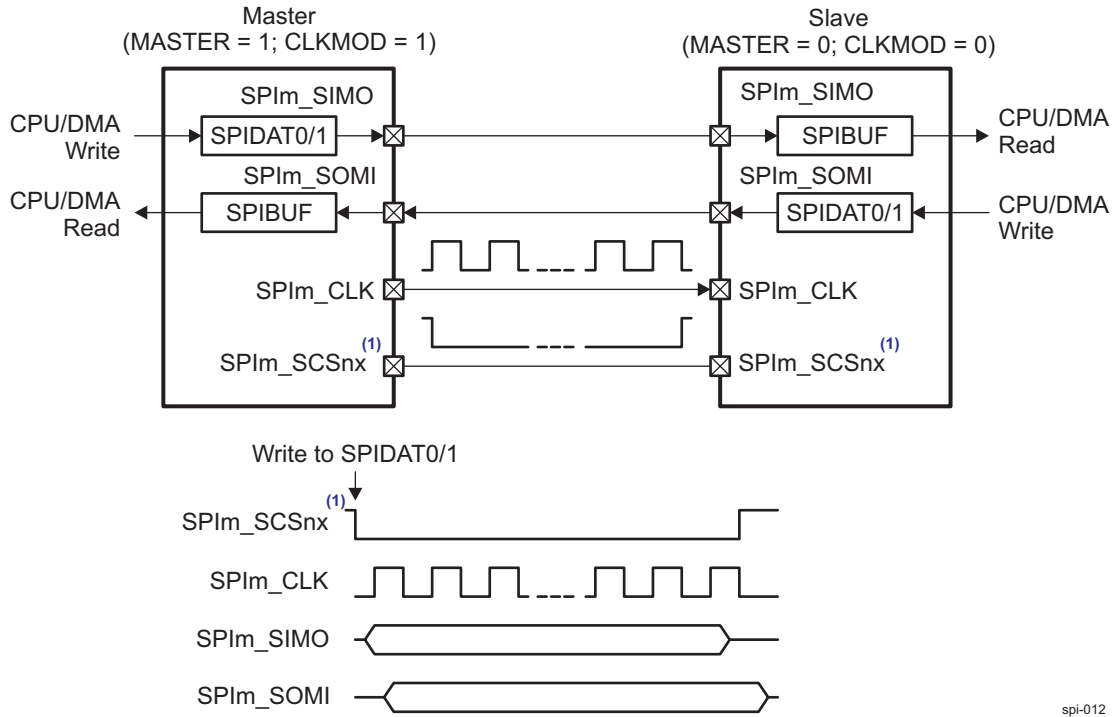 Master
(MASTER = 1; CLKMOD = 1)
Slave
(MASTER = 0; CLKMOD = 0)
SPIm_SIMO
SPIm_SIMO
CPU/DMA
Write
SPIDAT0/1
SPIBUF
CPU/DMA
Read
SPIm_SOMI
SPIm_SOMI
CPU/DMA
Read
SPIBUF
SPIDAT0/1
CPU/DMA
Write
SPIm_CLK
SPIm_CLK
SPIm_SCSnx(1)
SPIm_SCSnx(1)
Write to SPIDAT0/1
SPIm_SCSnx(1)
SPIm_CLK
SPIm_SIMO
SPIm_SOMI
spi-012